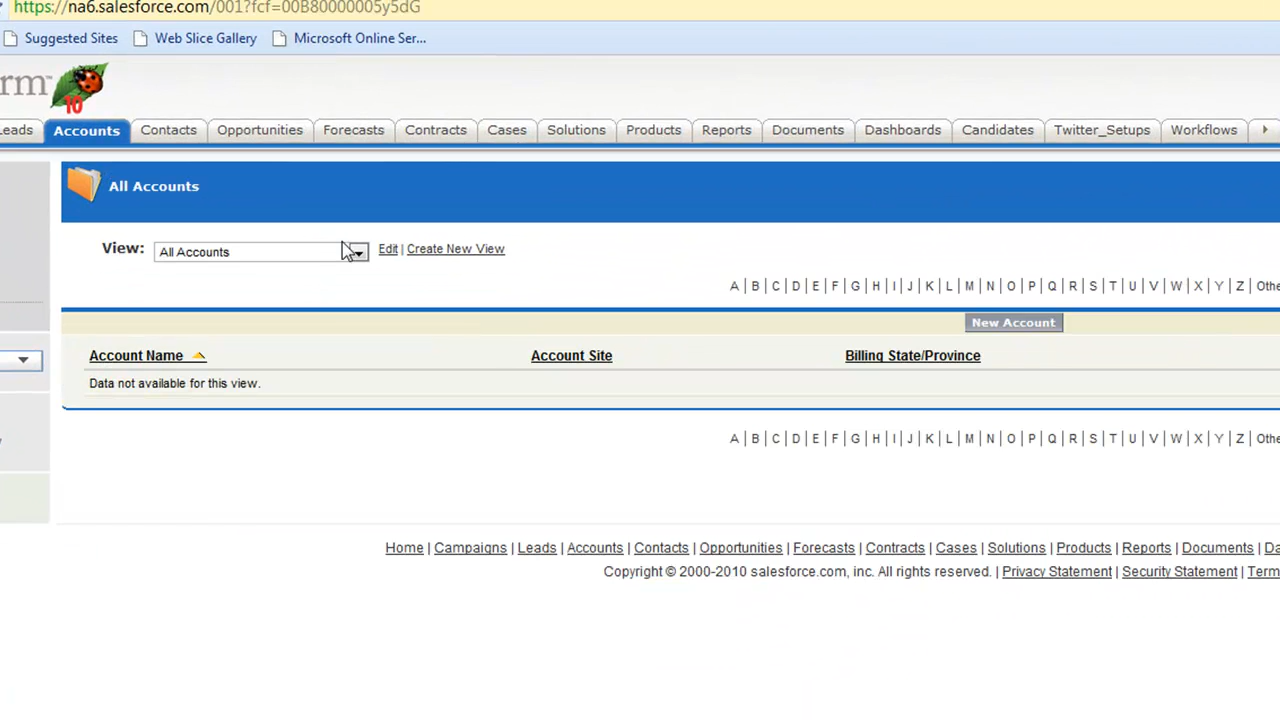 https://na6.salesforce.com/001?fcf=00B80000005y5dG
Suggested Sites Web Slice Gallery Microsoft Online Ser...
rm™ 10
Leads Accounts Contacts Opportunities Forecasts Contracts Cases Solutions Products Reports Documents Dashboards Candidates Twitter_Setups Workflows
All Accounts
View: All Accounts Edit | Create New View
A | B | C | D | E | F | G | H | I | J | K | L | M | N | O | P | Q | R | S | T | U | V | W | X | Y | Z | Othe
New Account
Account Name Account Site Billing State/Province
Data not available for this view.
A | B | C | D | E | F | G | H | I | J | K | L | M | N | O | P | Q | R | S | T | U | V | W | X | Y | Z | Othe
Home | Campaigns | Leads | Accounts | Contacts | Opportunities | Forecasts | Contracts | Cases | Solutions | Products | Reports | Documents | Da
Copyright © 2000-2010 salesforce.com, inc. All rights reserved. | Privacy Statement | Security Statement | Term